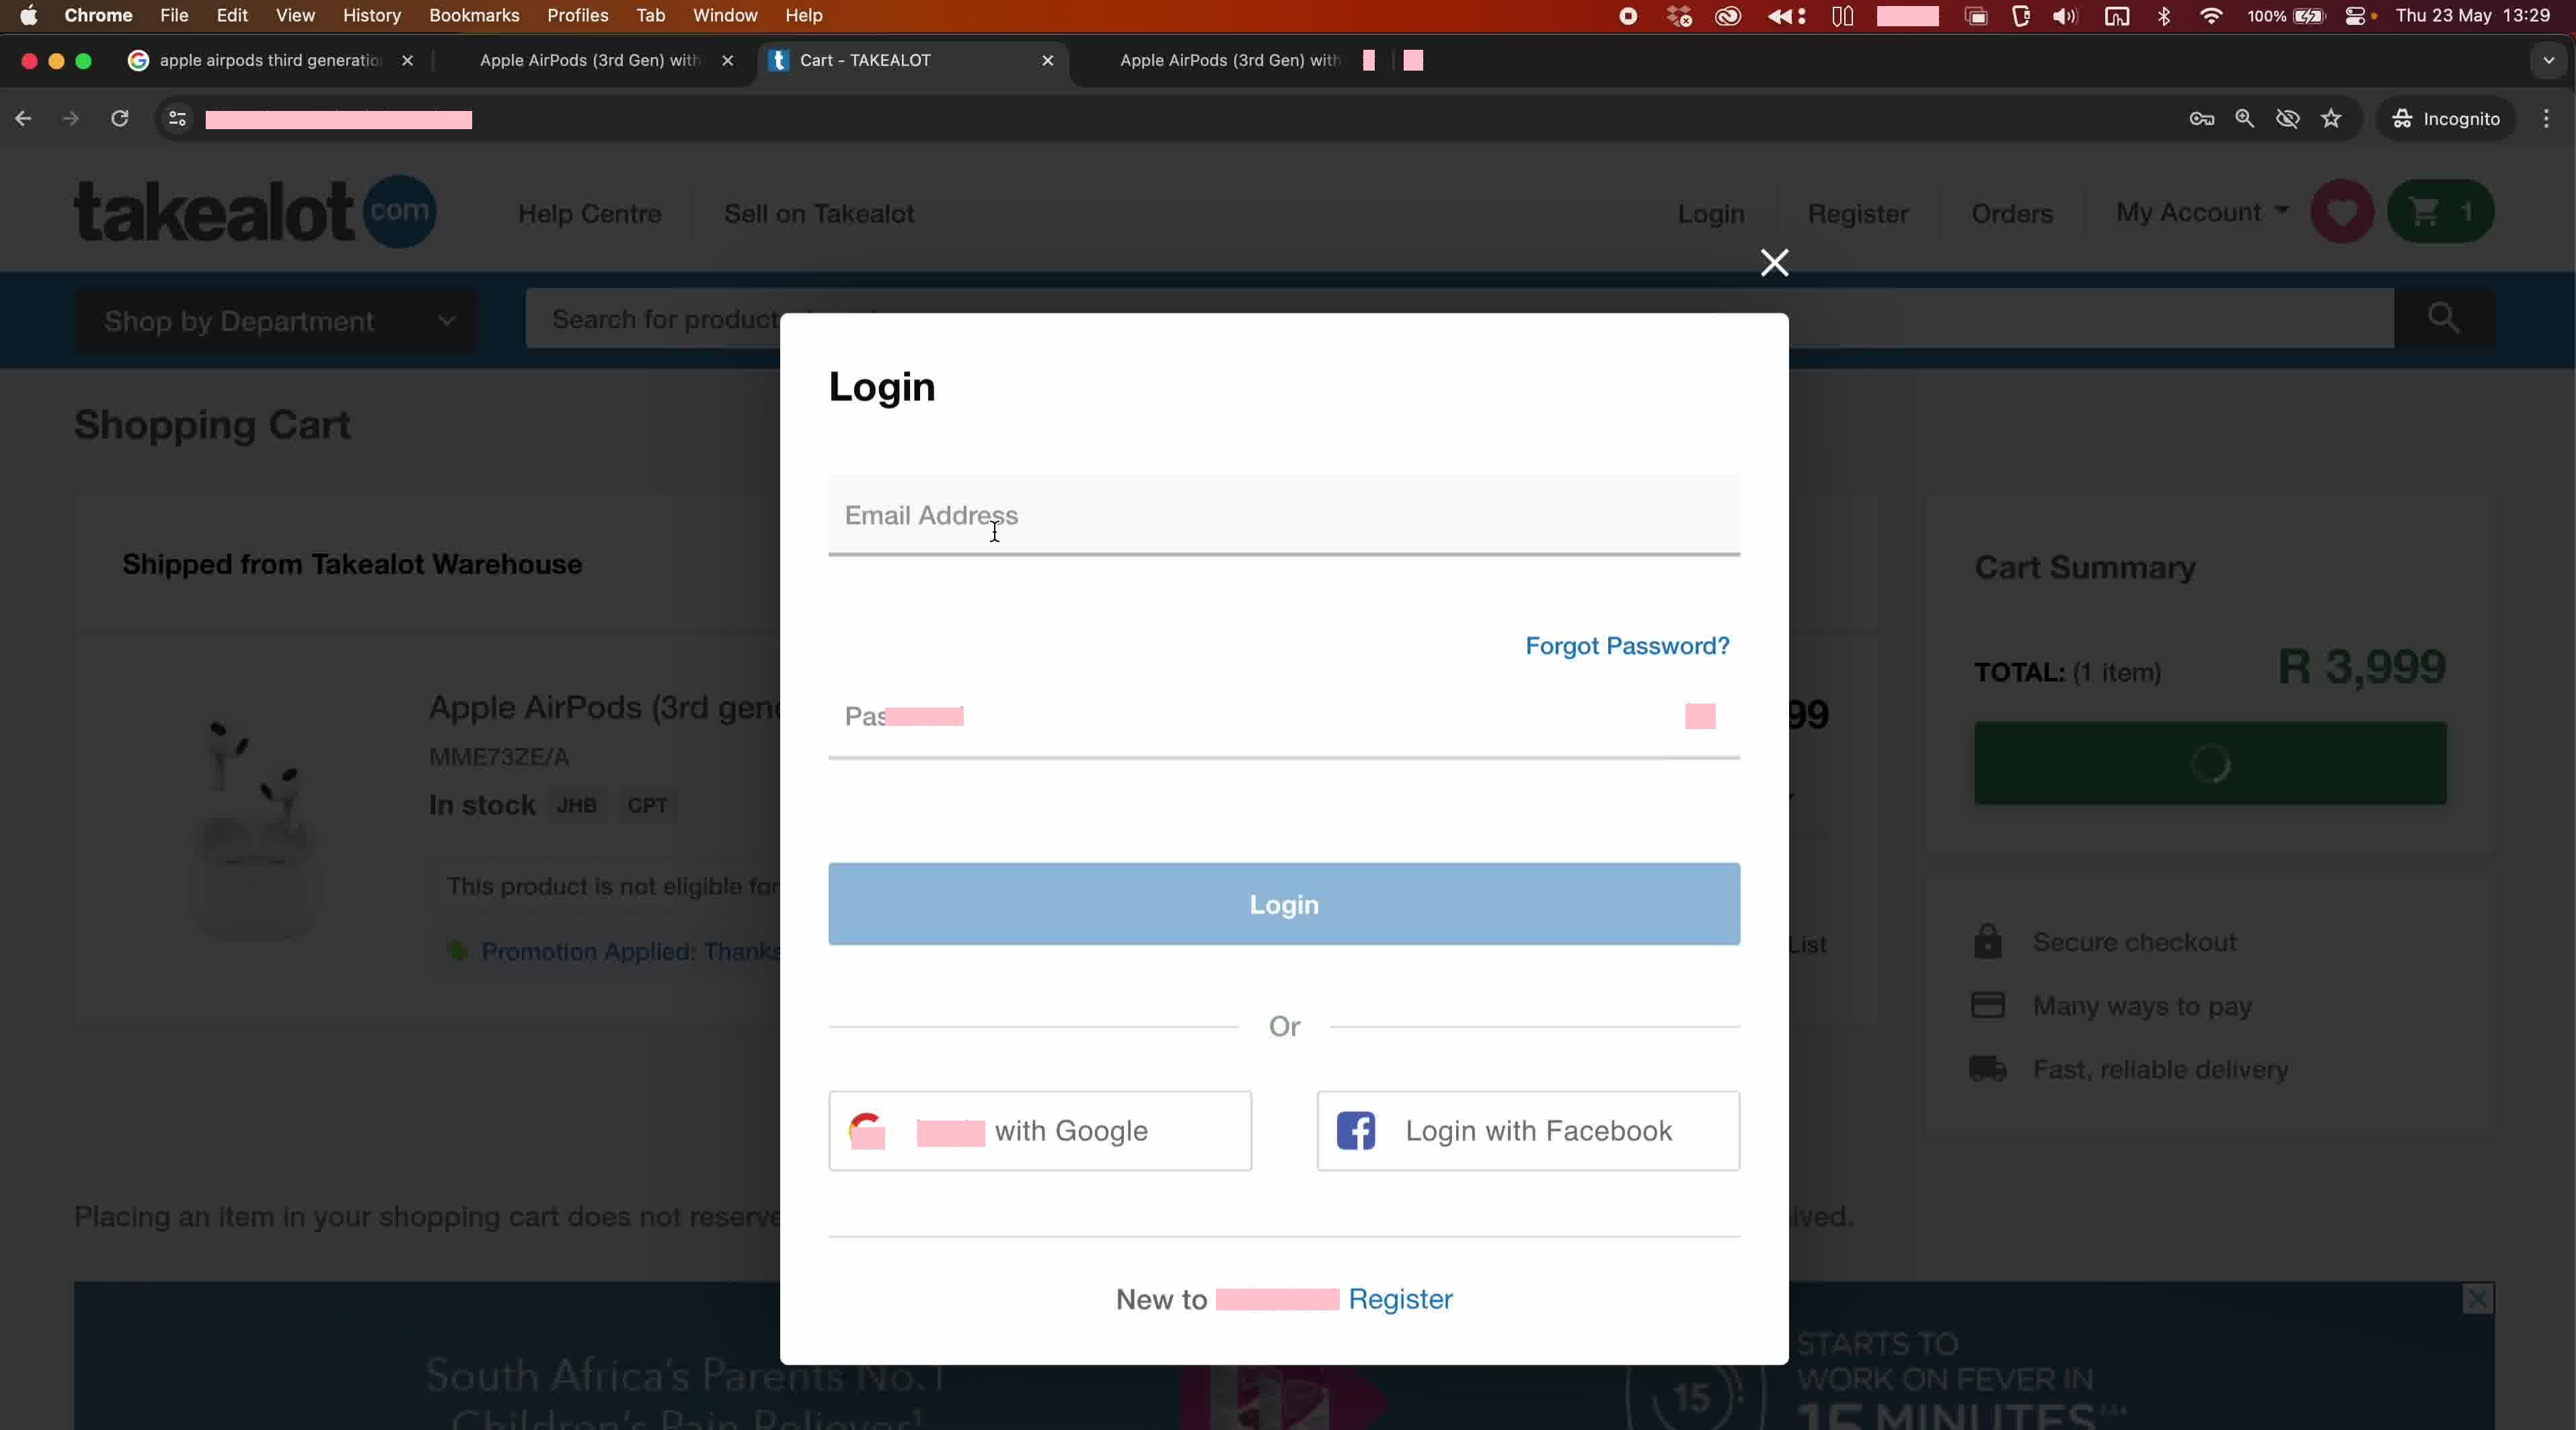 Chrome File Edit View History Bookmarks Profiles Tab Window Help 100% Thu 23 May 13:29
apple airpods third generatio Apple AirPods (3rd Gen) with Cart - TAKEALOT Apple AirPods (3rd Gen) with
Incognito
takealot com Help Centre Sell on Takealot Login Register Orders My Account 1
Shop by Department Search for product
Login
Shopping Cart
Email Address
Shipped from Takealot Warehouse
Cart Summary
Forgot Password?
TOTAL: (1 item) R 3,999
Apple AirPods (3rd gen
Pas
99
MME73ZE/A
In stock JHB CPT
This product is not eligible for
Login
Promotion Applied: Thanks
List
Secure checkout
Many ways to pay
Or
Fast, reliable delivery
with Google Login with Facebook
Placing an item in your shopping cart does not reserve
ived.
New to Register
South Africa's Parents No.1
Children's Pain Reliever¹
15
STARTS TO
WORK ON FEVER IN
15 MINUTES